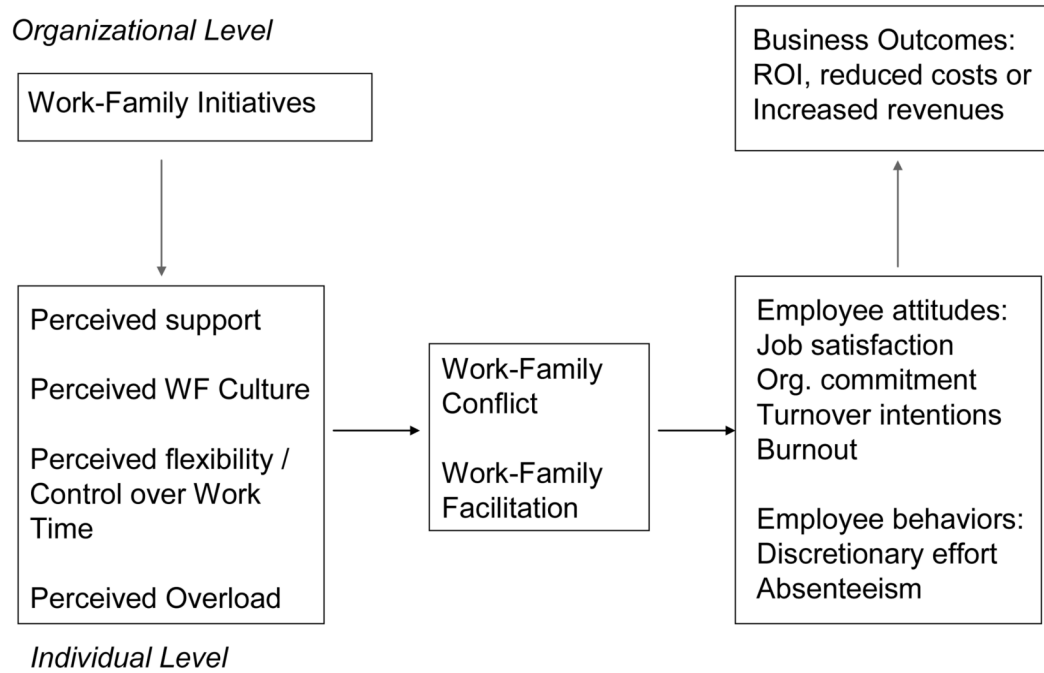 Organizational Level
Work-Family Initiatives
Perceived support
Perceived WF Culture
Perceived flexibility /
Control over Work
Time
Perceived Overload
Individual Level
Work-Family
Conflict
Work-Family
Facilitation
Business Outcomes:
ROI, reduced costs or
Increased revenues
Employee attitudes:
Job satisfaction
Org. commitment
Turnover intentions
Burnout
Employee behaviors:
Discretionary effort
Absenteeism